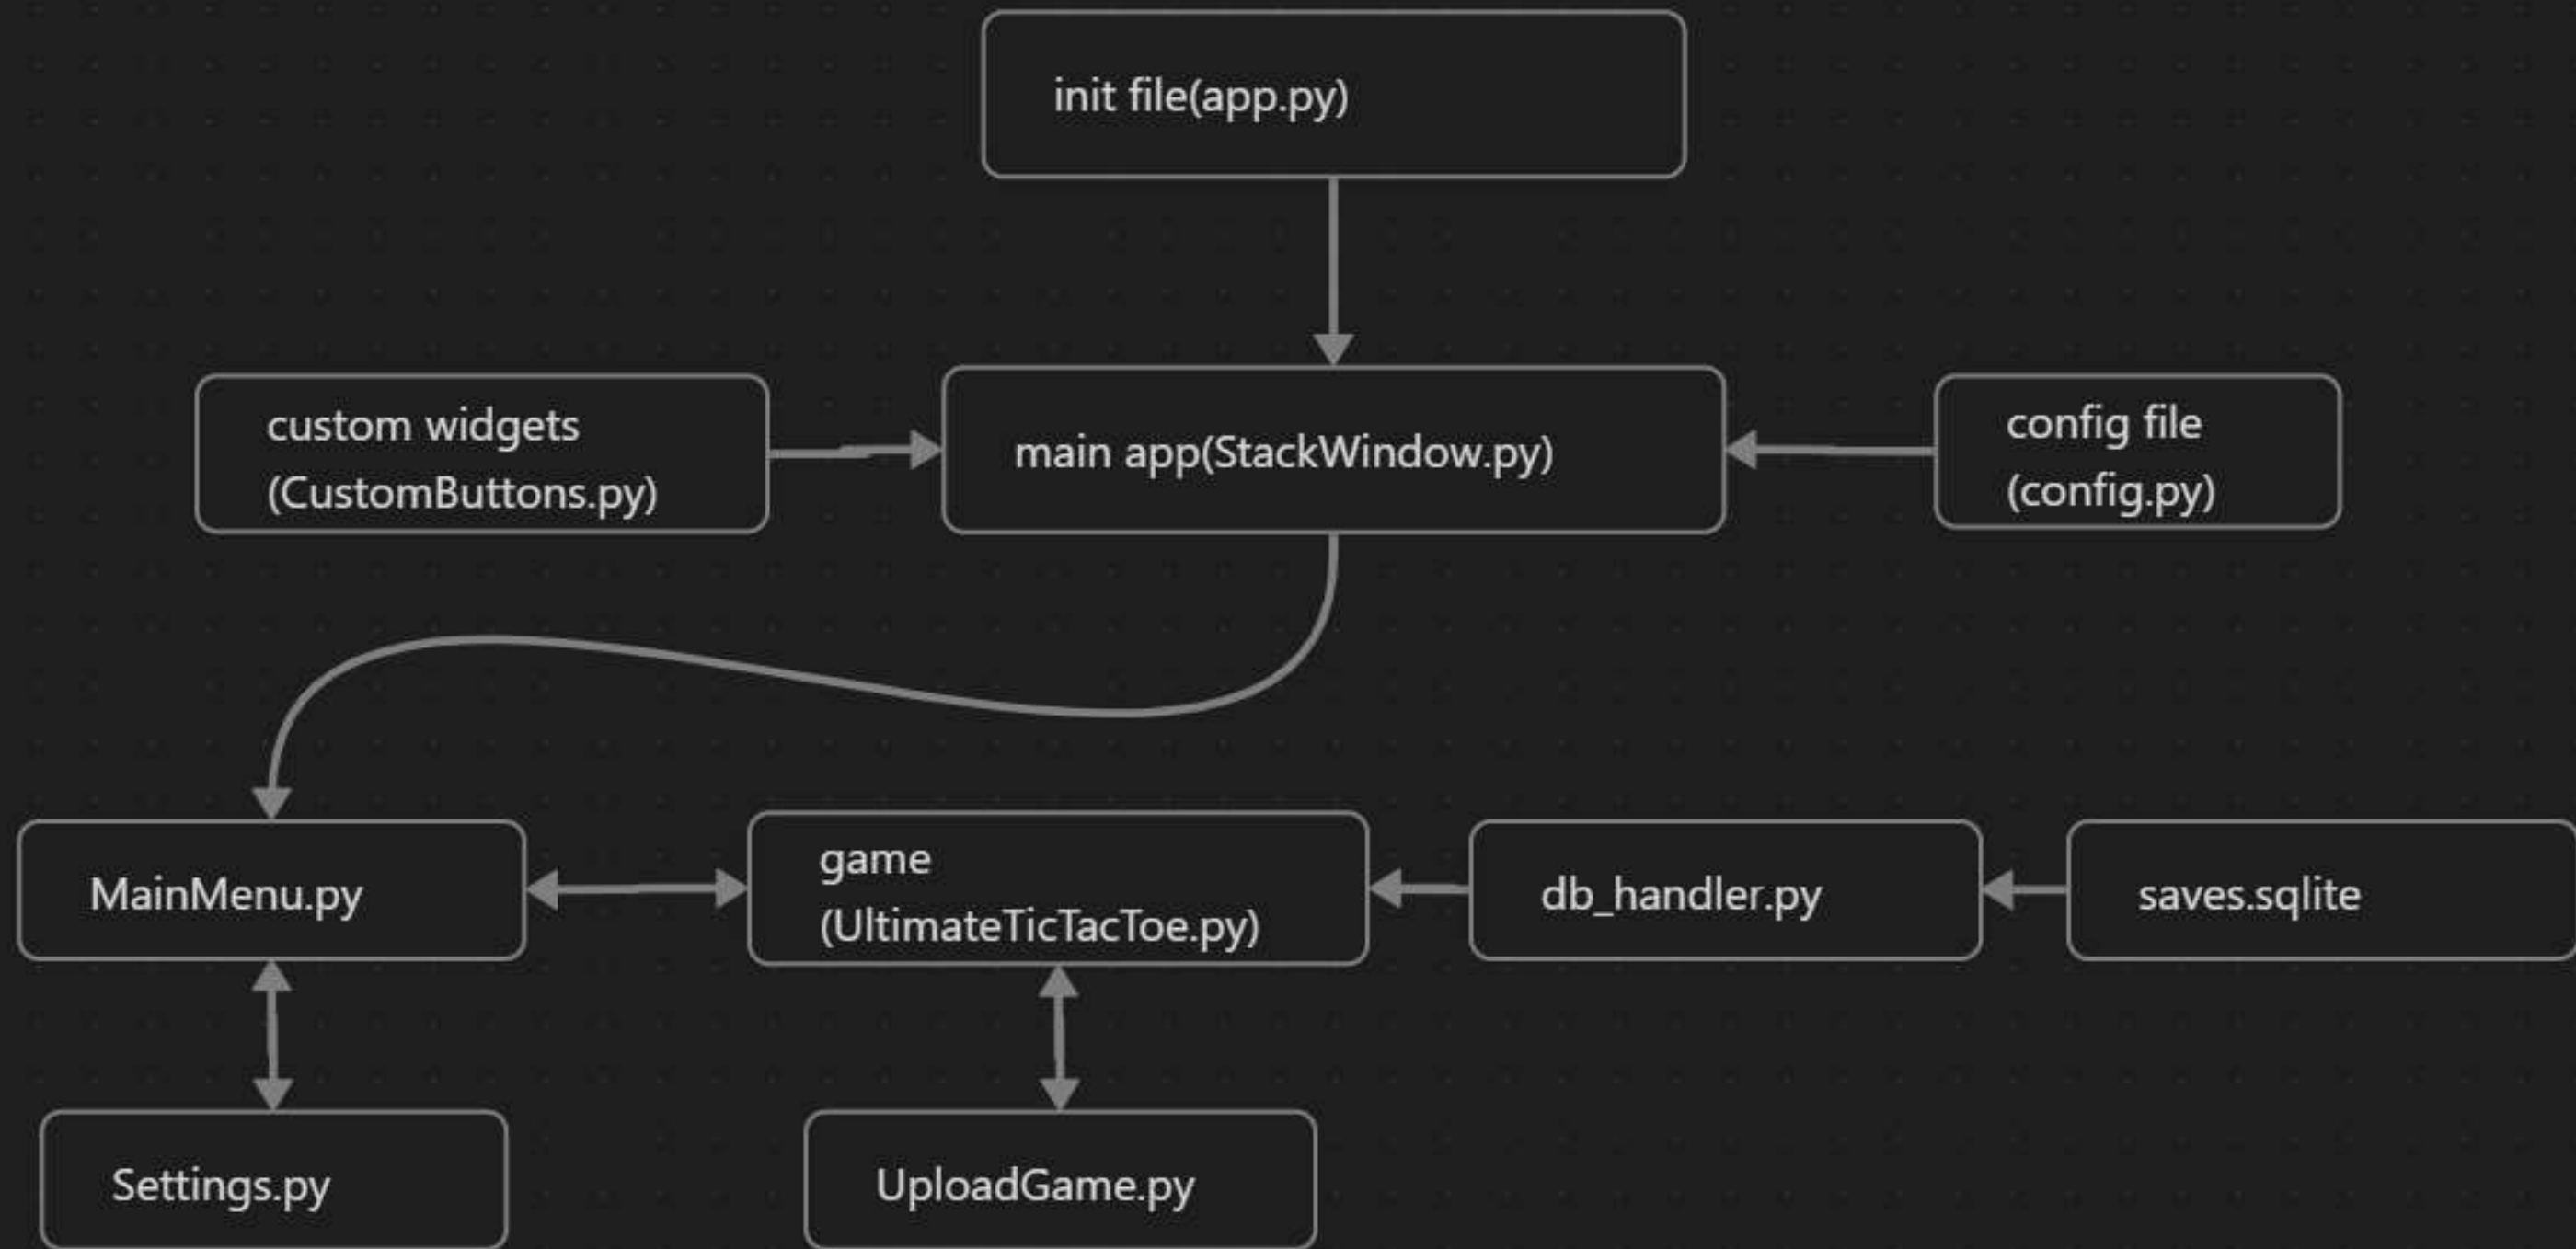 init file(app.py)
custom widgets
(CustomButtons.py)
main app(StackWindow.py)
config file
(config.py)
MainMenu.py
game
(UltimateTicTacToe.py)
db_handler.py
saves.sqlite
Settings.py
UploadGame.py